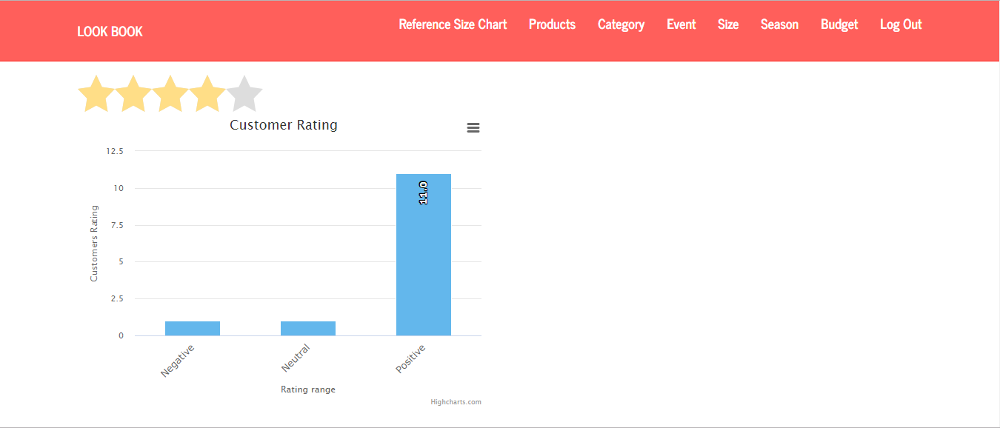 LOOK BOOK
Reference Size Chart Products Category Event Size Season Budget Log Out
Customer Rating
Customers Rating
12.5
10
7.5
5
2.5
0
11.0
Negative
Neutral
Positive
Rating range
Highcharts.com